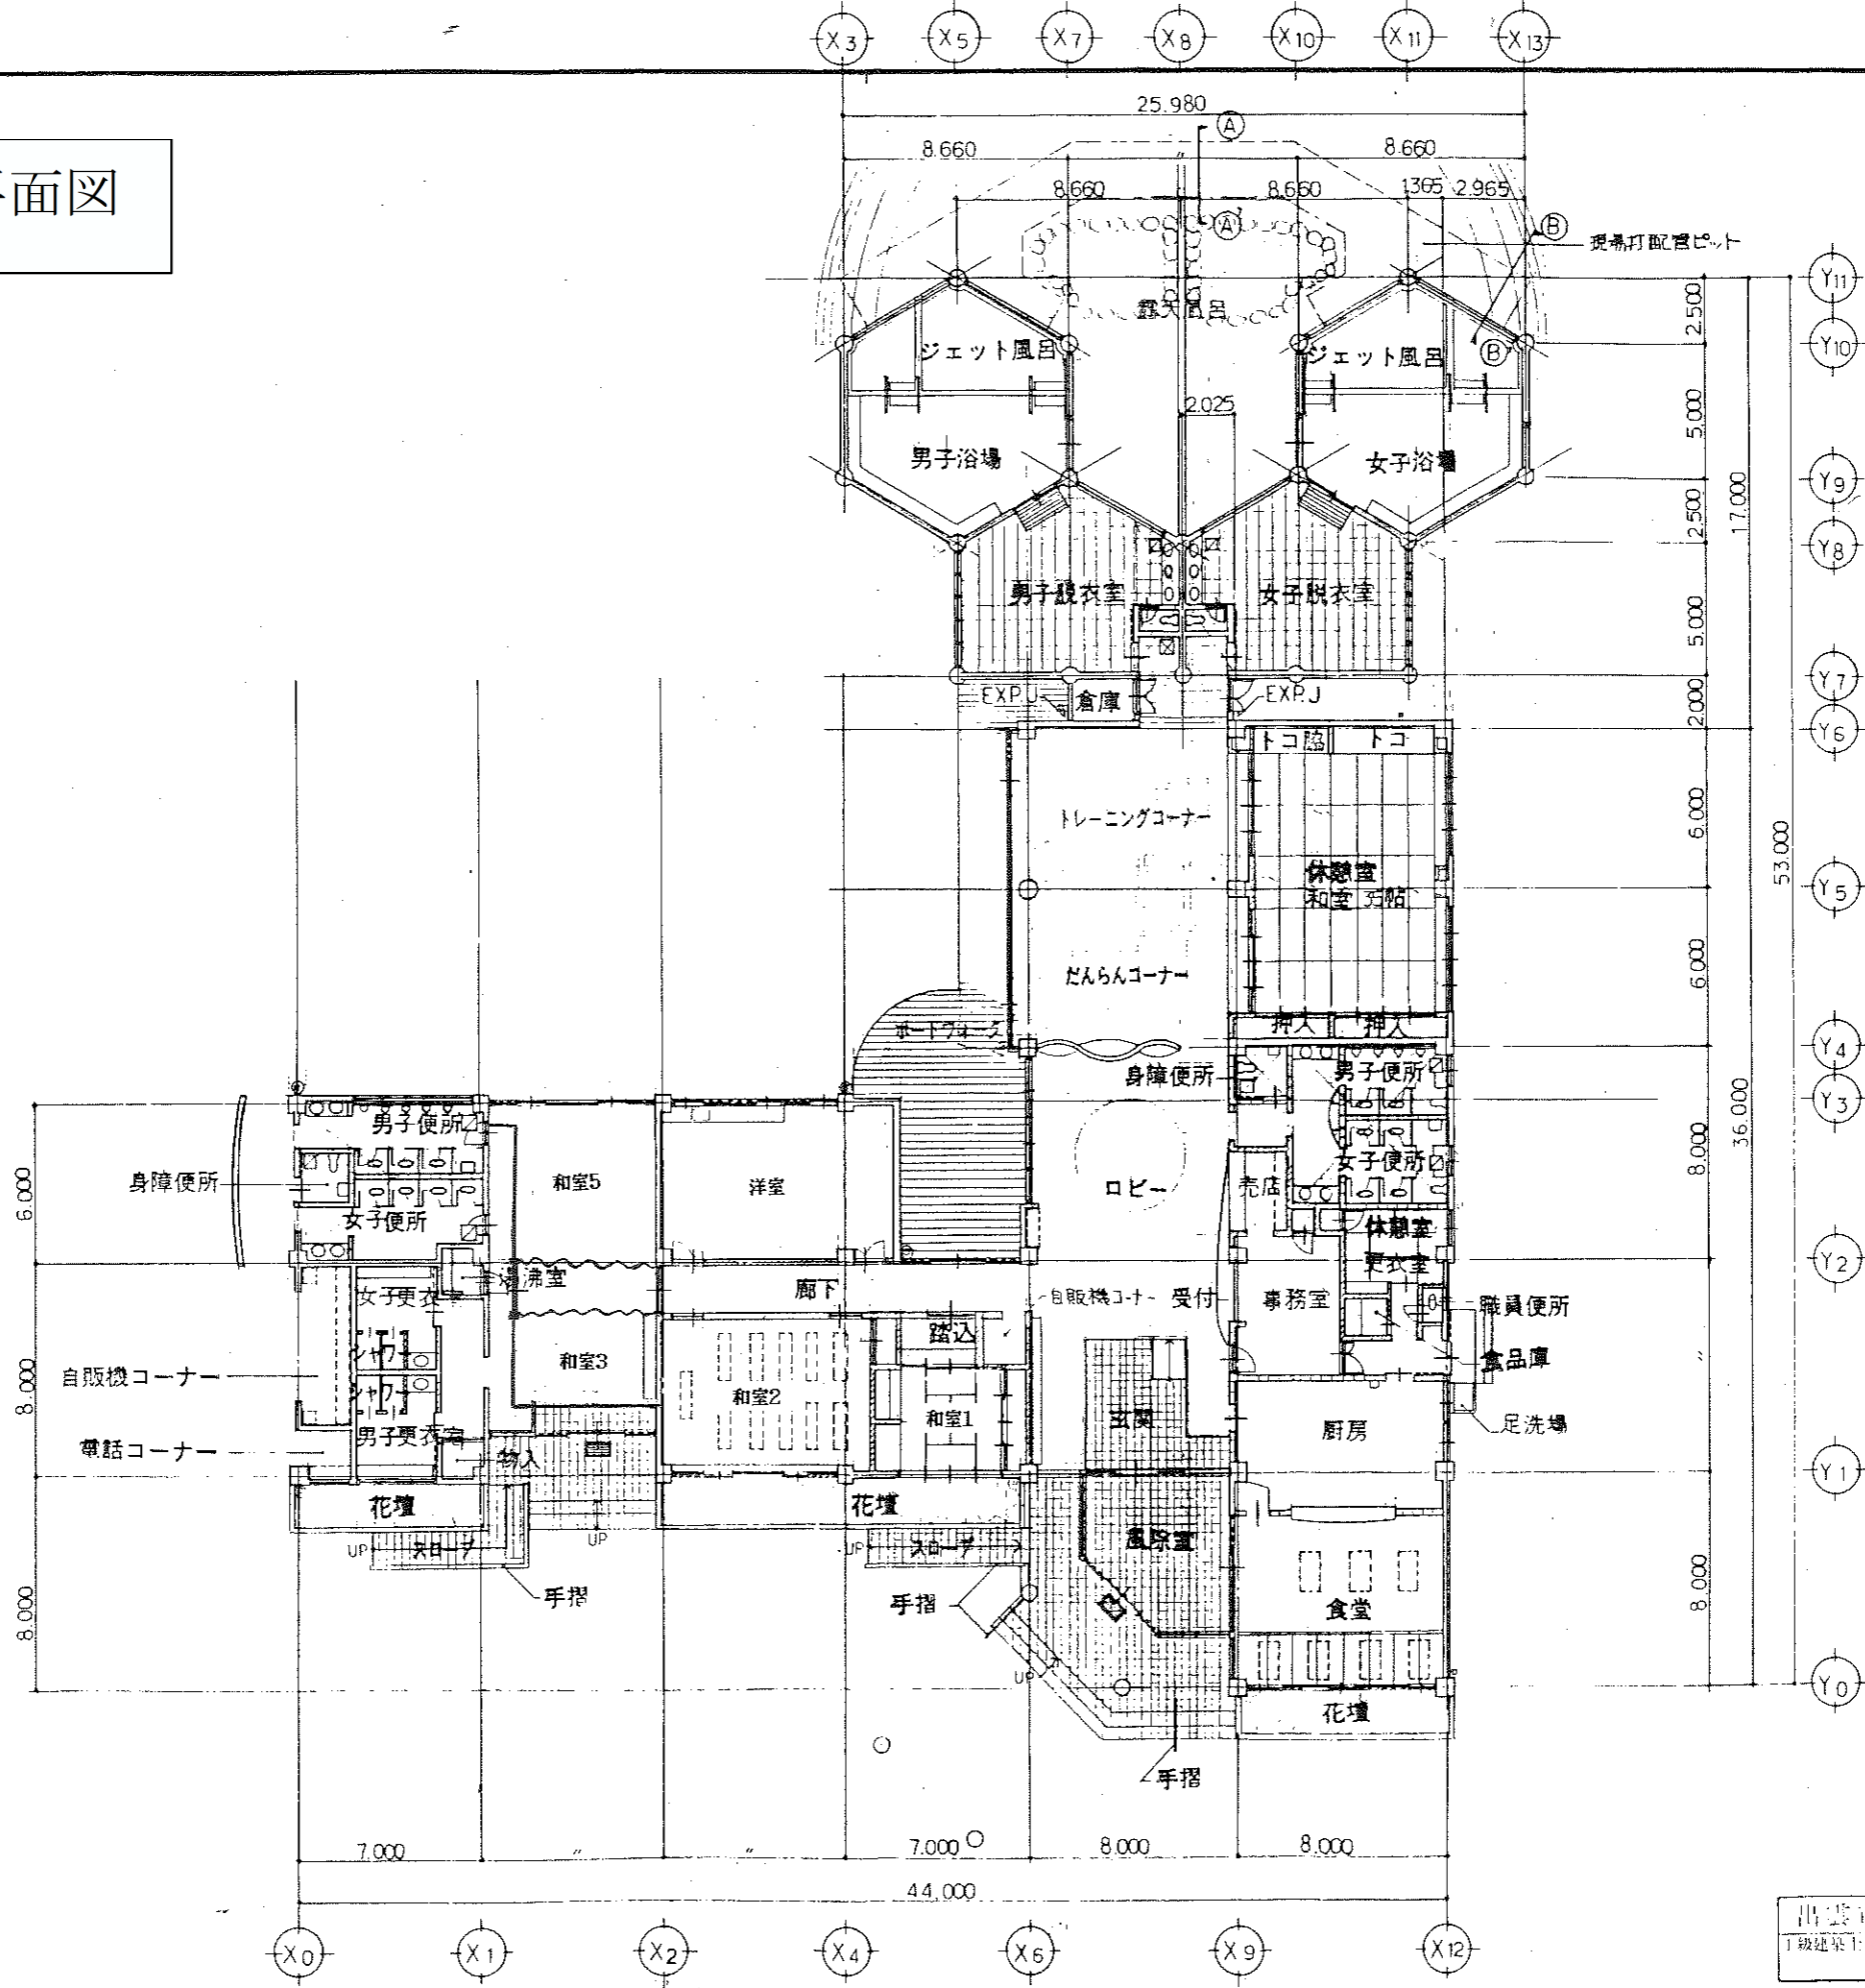 X3 X5 X7 X8 X10 X11 X13
25.980
A
8.660 〃 8.660
平面図
8.660 8.660 1365 2.965
A B
現場打配管ピット
Y11
露天風呂
2.500
ジェット風呂 ジェット風呂 B
Y10
2.025
5.000
男子浴場 女子浴場
Y9
2.500 17.000
Y8
男子脱衣室 女子脱衣室
5.000
Y7
EXP.J 倉庫 EXP.J
2.000
トコ脇 トコ
Y6
トレーニングコーナー
6.000
53.000
休憩室
和室 35帖
Y5
だんらんコーナー
6.000
押入 押入
Y4
身障便所 男子便所
Y3
男子便所
36.000
身障便所
和室5 洋室 ロビー 売店 女子便所
8.000
6.000
女子便所
休憩室
更衣室
Y2
湯沸室 廊下
女子更衣室
自販機コーナー 受付 事務室 職員便所
踏込
シャワー 和室3 食品庫
〃
自販機コーナー
8.000
シャワー 和室2 和室1 玄関 厨房 足洗場
男子更衣室
電話コーナー 物入
Y1
花壇 花壇
UP スロープ UP UP スロープ 風除室
手摺 手摺 食堂
8.000 8.000
UP
Y0
花壇
手摺
7.000 〃 〃 7.000 8.000 8.000
44,000
X0 X1 X2 X4 X6 X9 X12
出雲
1級建築士